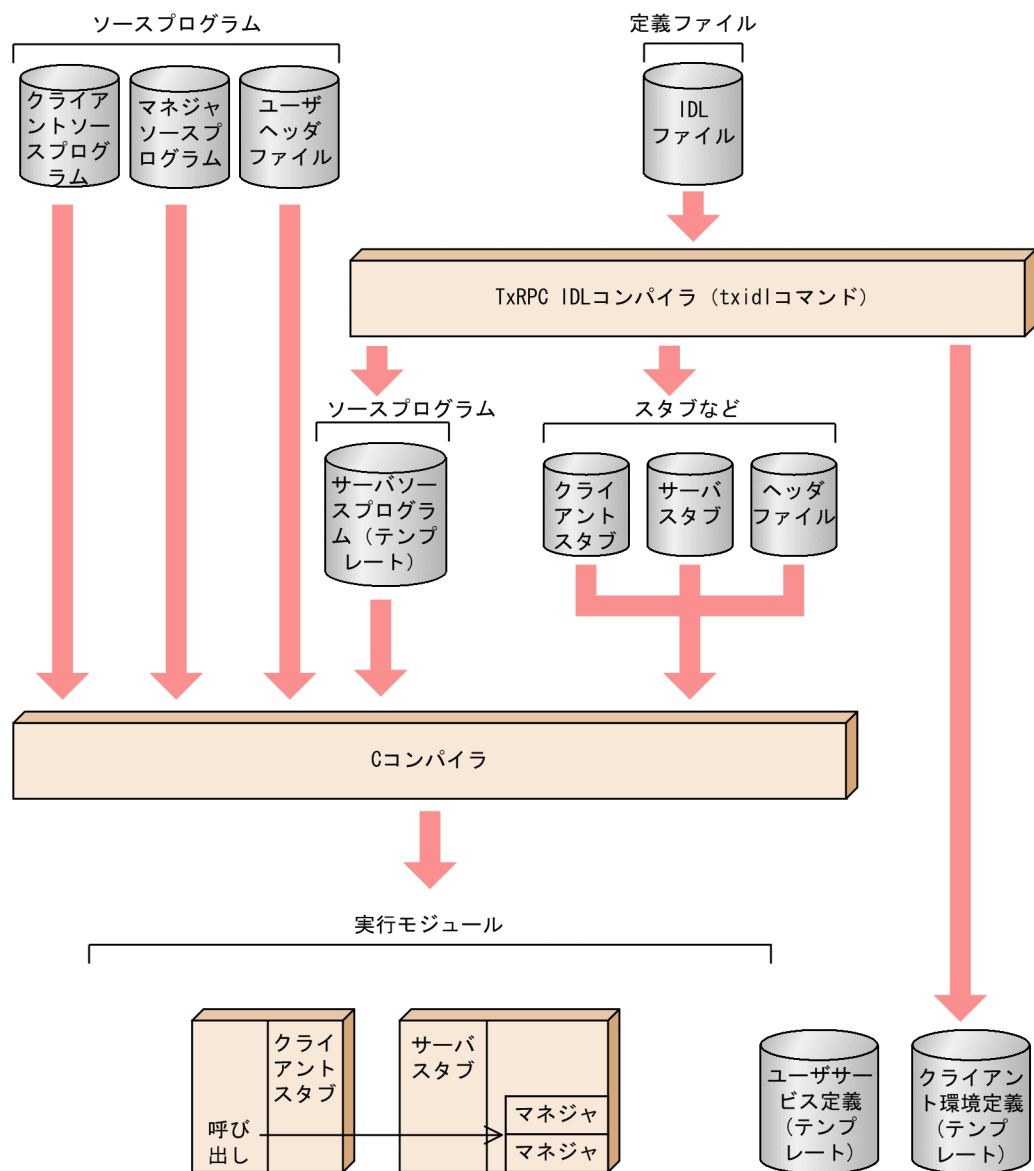 ソースプログラム
定義ファイル
クライア
ントソー
スプログ
ラム
マネジャ
ソースプ
ログラム
ユーザ
ヘッダ
ファイル
IDL
ファイル
TxRPC IDLコンパイラ（txidlコマンド）
ソースプログラム
スタブなど
サーバソー
スプログラ
ム（テンプ
レート）
クライ
アント
スタブ
サーバ
スタブ
ヘッダ
ファイル
Cコンパイラ
実行モジュール
クライ
アント
スタブ
呼び
出し
サーバ
スタブ
マネジャ
マネジャ
ユーザサー
ビス定義
(テンプ
レート)
クライアン
ト環境定義
(テンプ
レート)